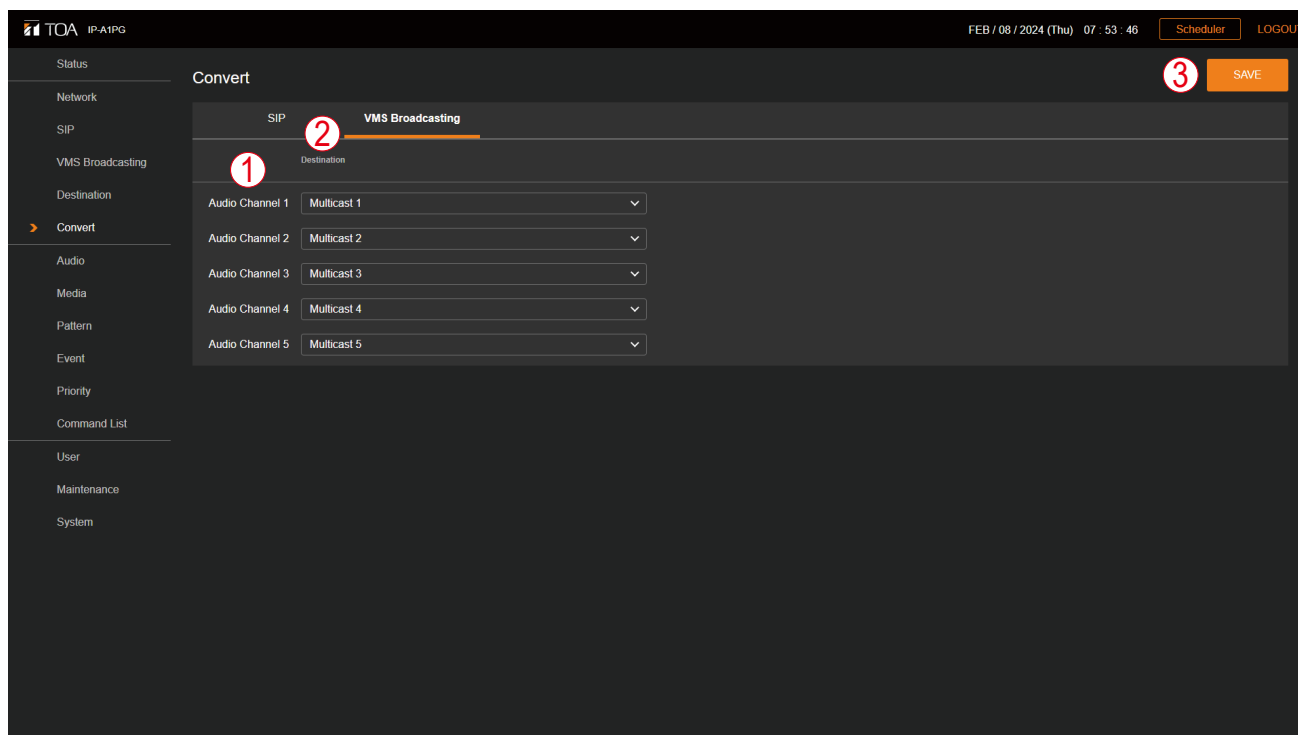 TOA IP-A1PG FEB / 08 / 2024 (Thu) 07 : 53 : 46 Scheduler LOGOU
Status
Network
SIP
VMS Broadcasting
Destination
Convert
Audio
Media
Pattern
Event
Priority
Command List
User
Maintenance
System
Convert 3 SAVE
SIP 2 VMS Broadcasting
1 Destination
Audio Channel 1 Multicast 1
Audio Channel 2 Multicast 2
Audio Channel 3 Multicast 3
Audio Channel 4 Multicast 4
Audio Channel 5 Multicast 5